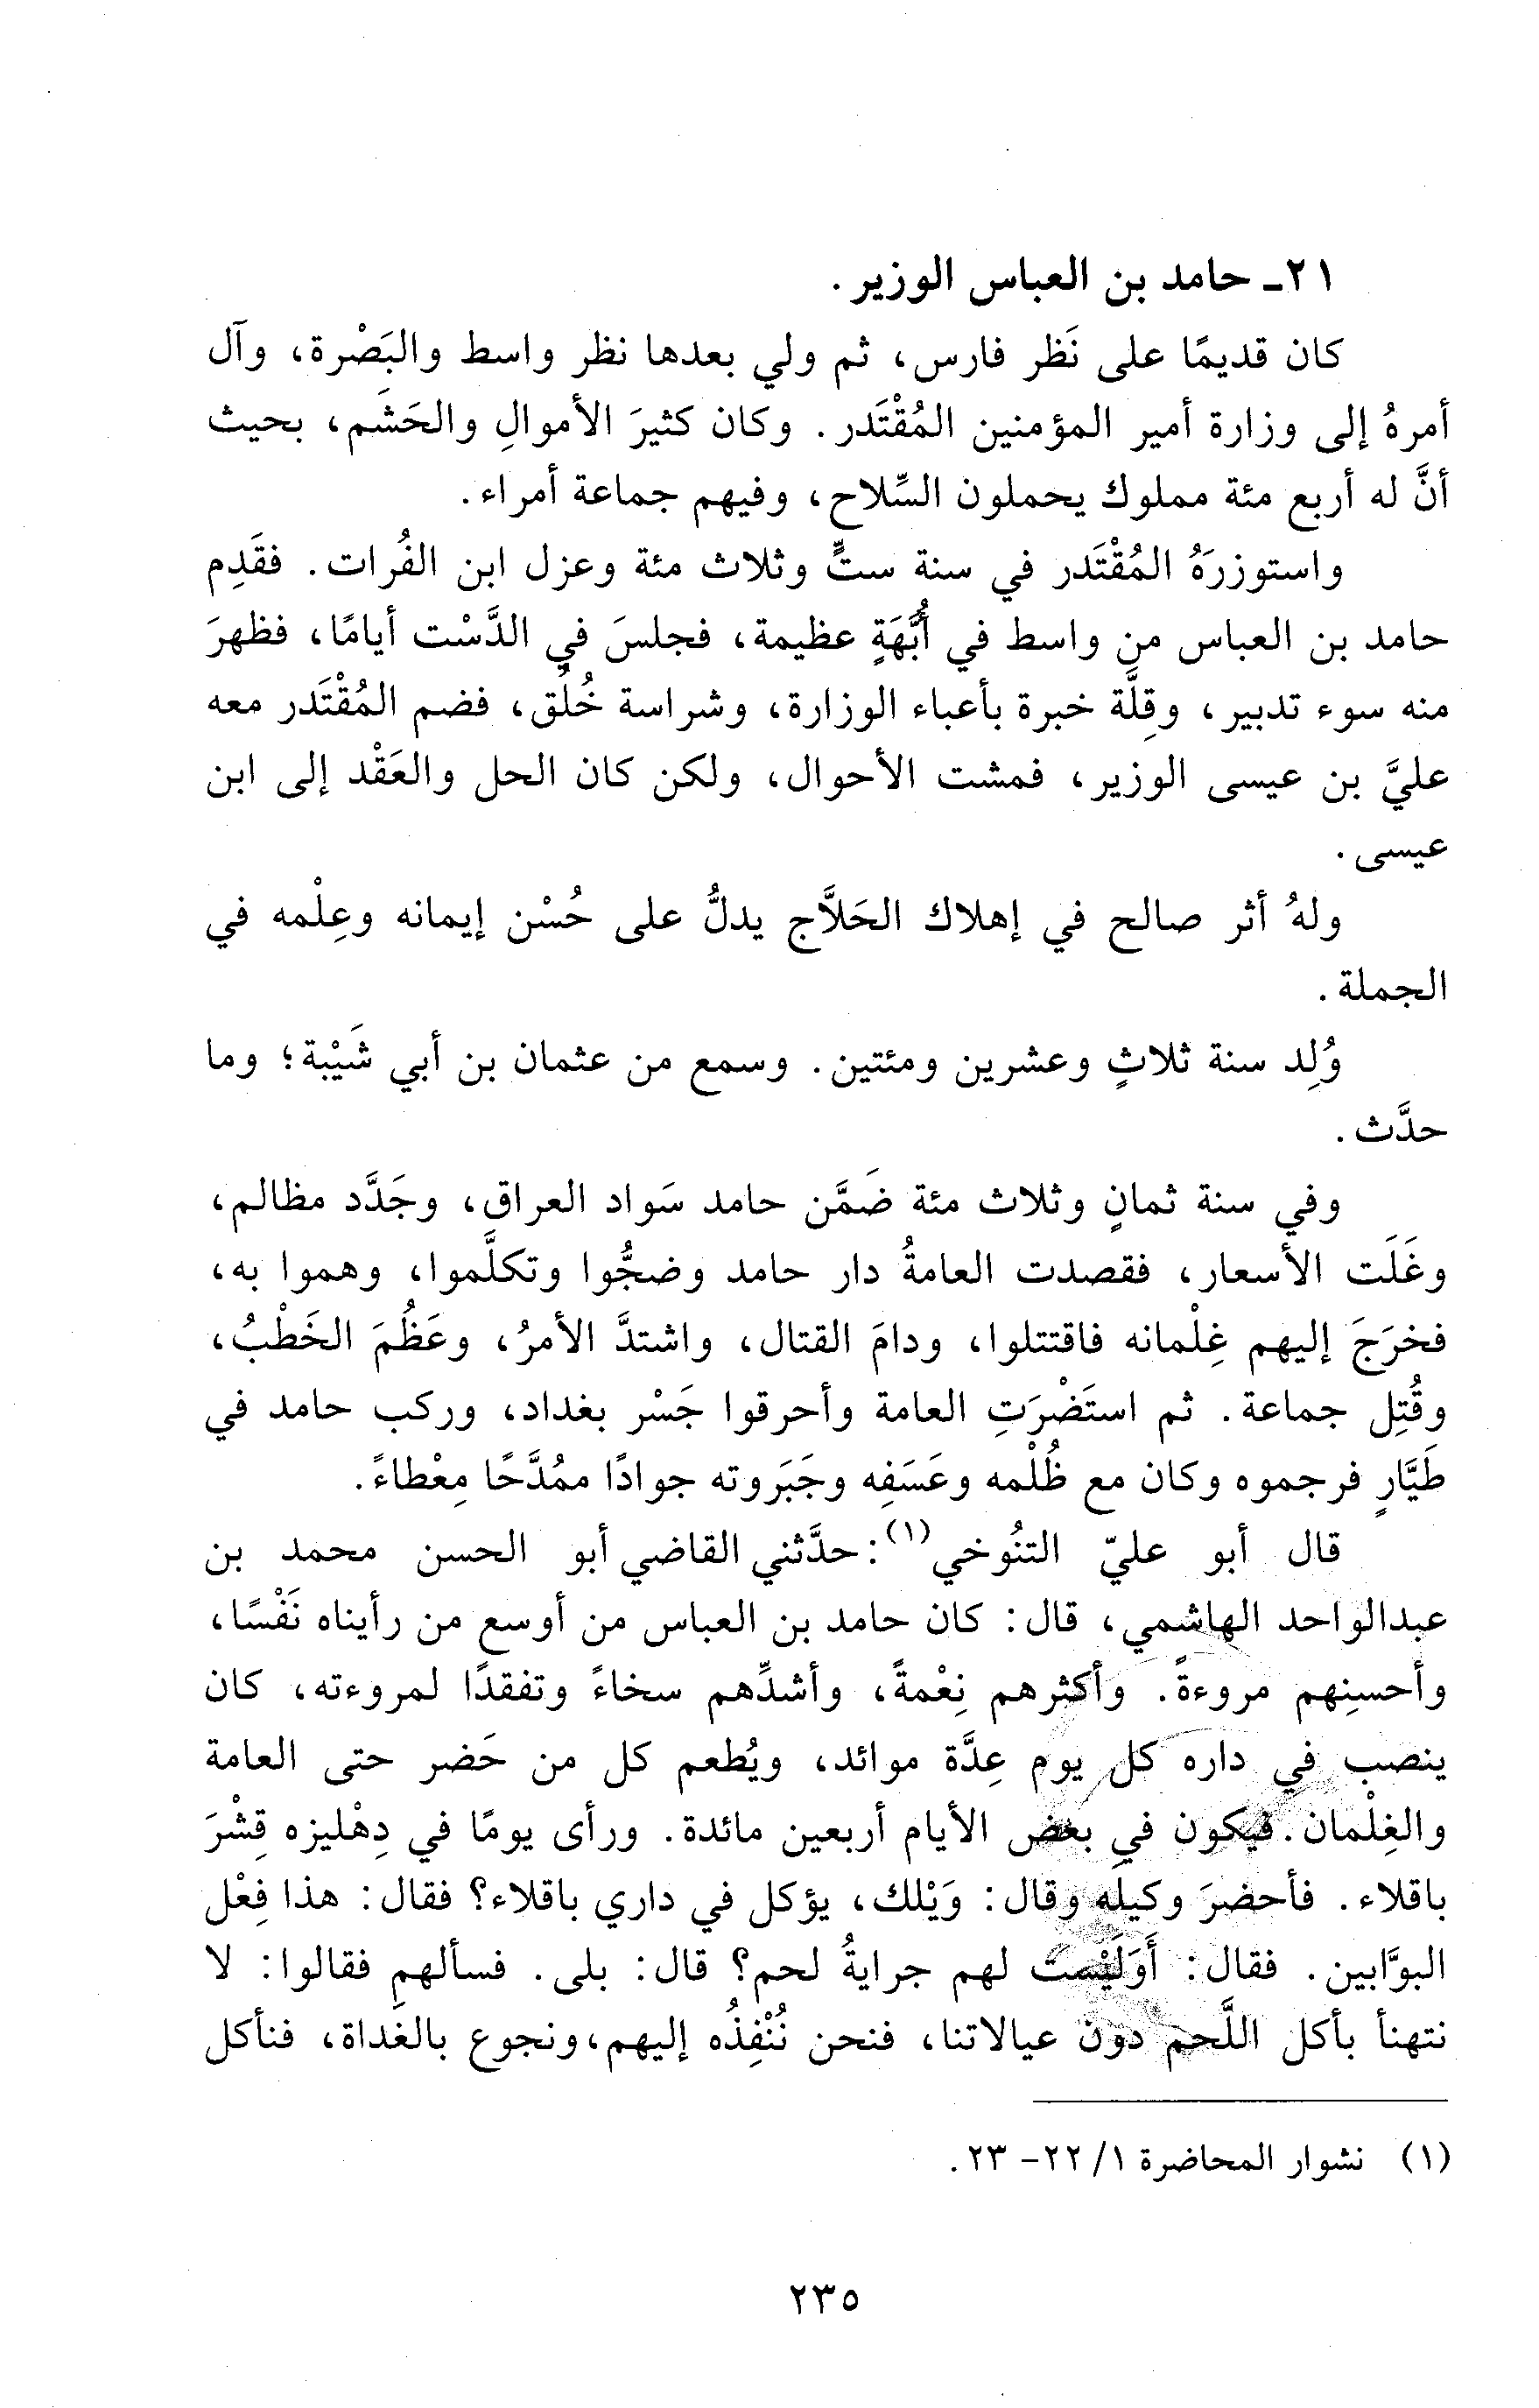 ٢١- حامد بن العباس الوزير.
كان قديمًا على نَظر فارس، ثم ولي بعدها نظر واسط والبَصْرة، وآل
أمرهُ إلى وزارة أمير المؤمنين المُقْتَدر. وكان كثيرَ الأموالِ والحَشَم، بحيث
أنَّ له أربع مئة مملوك يحملون السِّلاح، وفيهم جماعة أمراء.
واستوزرَهُ المُقْتَدر في سنة ستٍّ وثلاث مئة وعزل ابن الفُرات. فقَدِم
حامد بن العباس من واسط في أُبَّهَةٍ عظيمة، فجلسَ في الدَّسْت أيامًا، فظهرَ
منه سوء تدبير، وقِلَّة خبرة بأعباء الوزارة، وشراسة خُلُق، فضم المُقْتَدر معه
عليَّ بن عيسى الوزير، فمشت الأحوال، ولكن كان الحل والعَقْد إلى ابن
عيسى.
ولهُ أثر صالح في إهلاك الحَلاَّج يدلُّ على حُسْن إيمانه وعِلْمه في
الجملة.
وُلِد سنة ثلاثٍ وعشرين ومئتين. وسمع من عثمان بن أبي شَيْبة؛ وما
حدَّث.
وفي سنة ثمانٍ وثلاث مئة ضَمَّن حامد سَواد العراق، وجَدَّد مظالم،
وغَلَت الأسعار، فقصدت العامةُ دار حامد وضجُّوا وتكلَّموا، وهموا به،
فخرَجَ إليهم غِلْمانه فاقتتلوا، ودامَ القتال، واشتدَّ الأمرُ، وعَظُمَ الخَطْبُ،
وقُتِل جماعة. ثم استَضْرَتِ العامة وأحرقوا جَسْر بغداد، وركب حامد في
طَيَّارٍ فرجموه وكان مع ظُلْمه وعَسَفِه وجَبَروته جوادًا ممُدَّحًا مِعْطاءً.
قال أبو عليّ التنُوخي(١): حدَّثني القاضي أبو الحسن محمد بن
عبدالواحد الهاشمي، قال: كان حامد بن العباس من أوسع من رأيناه نَفْسًا،
وأحسنِهم مروءةً. وأكثرهم نِعْمةً، وأشدِّهم سخاءً وتفقدًا لمروءته، كان
ينصب في داره كل يوم عِدَّة موائد، ويُطعم كل من حَضر حتى العامة
والغِلْمان. فيكون في بعض الأيام أربعين مائدة. ورأى يومًا في دِهْليزه قِشْرَ
باقلاء. فأحضرَ وكيله وقال: وَيْلك، يؤكل في داري باقلاء؟ فقال: هذا فِعْل
البوَّابين. فقال: أَوَلَيْست لهم جرايةُ لحم؟ قال: بلى. فسألهم فقالوا: لا
نتهنأ بأكل اللَّحم دون عيالاتنا، فنحن نُنْفِذُه إليهم،ونجوع بالغداة، فنأكل
(١) نشوار المحاضرة ١/ ٢٢- ٢٣.
٢٣٥